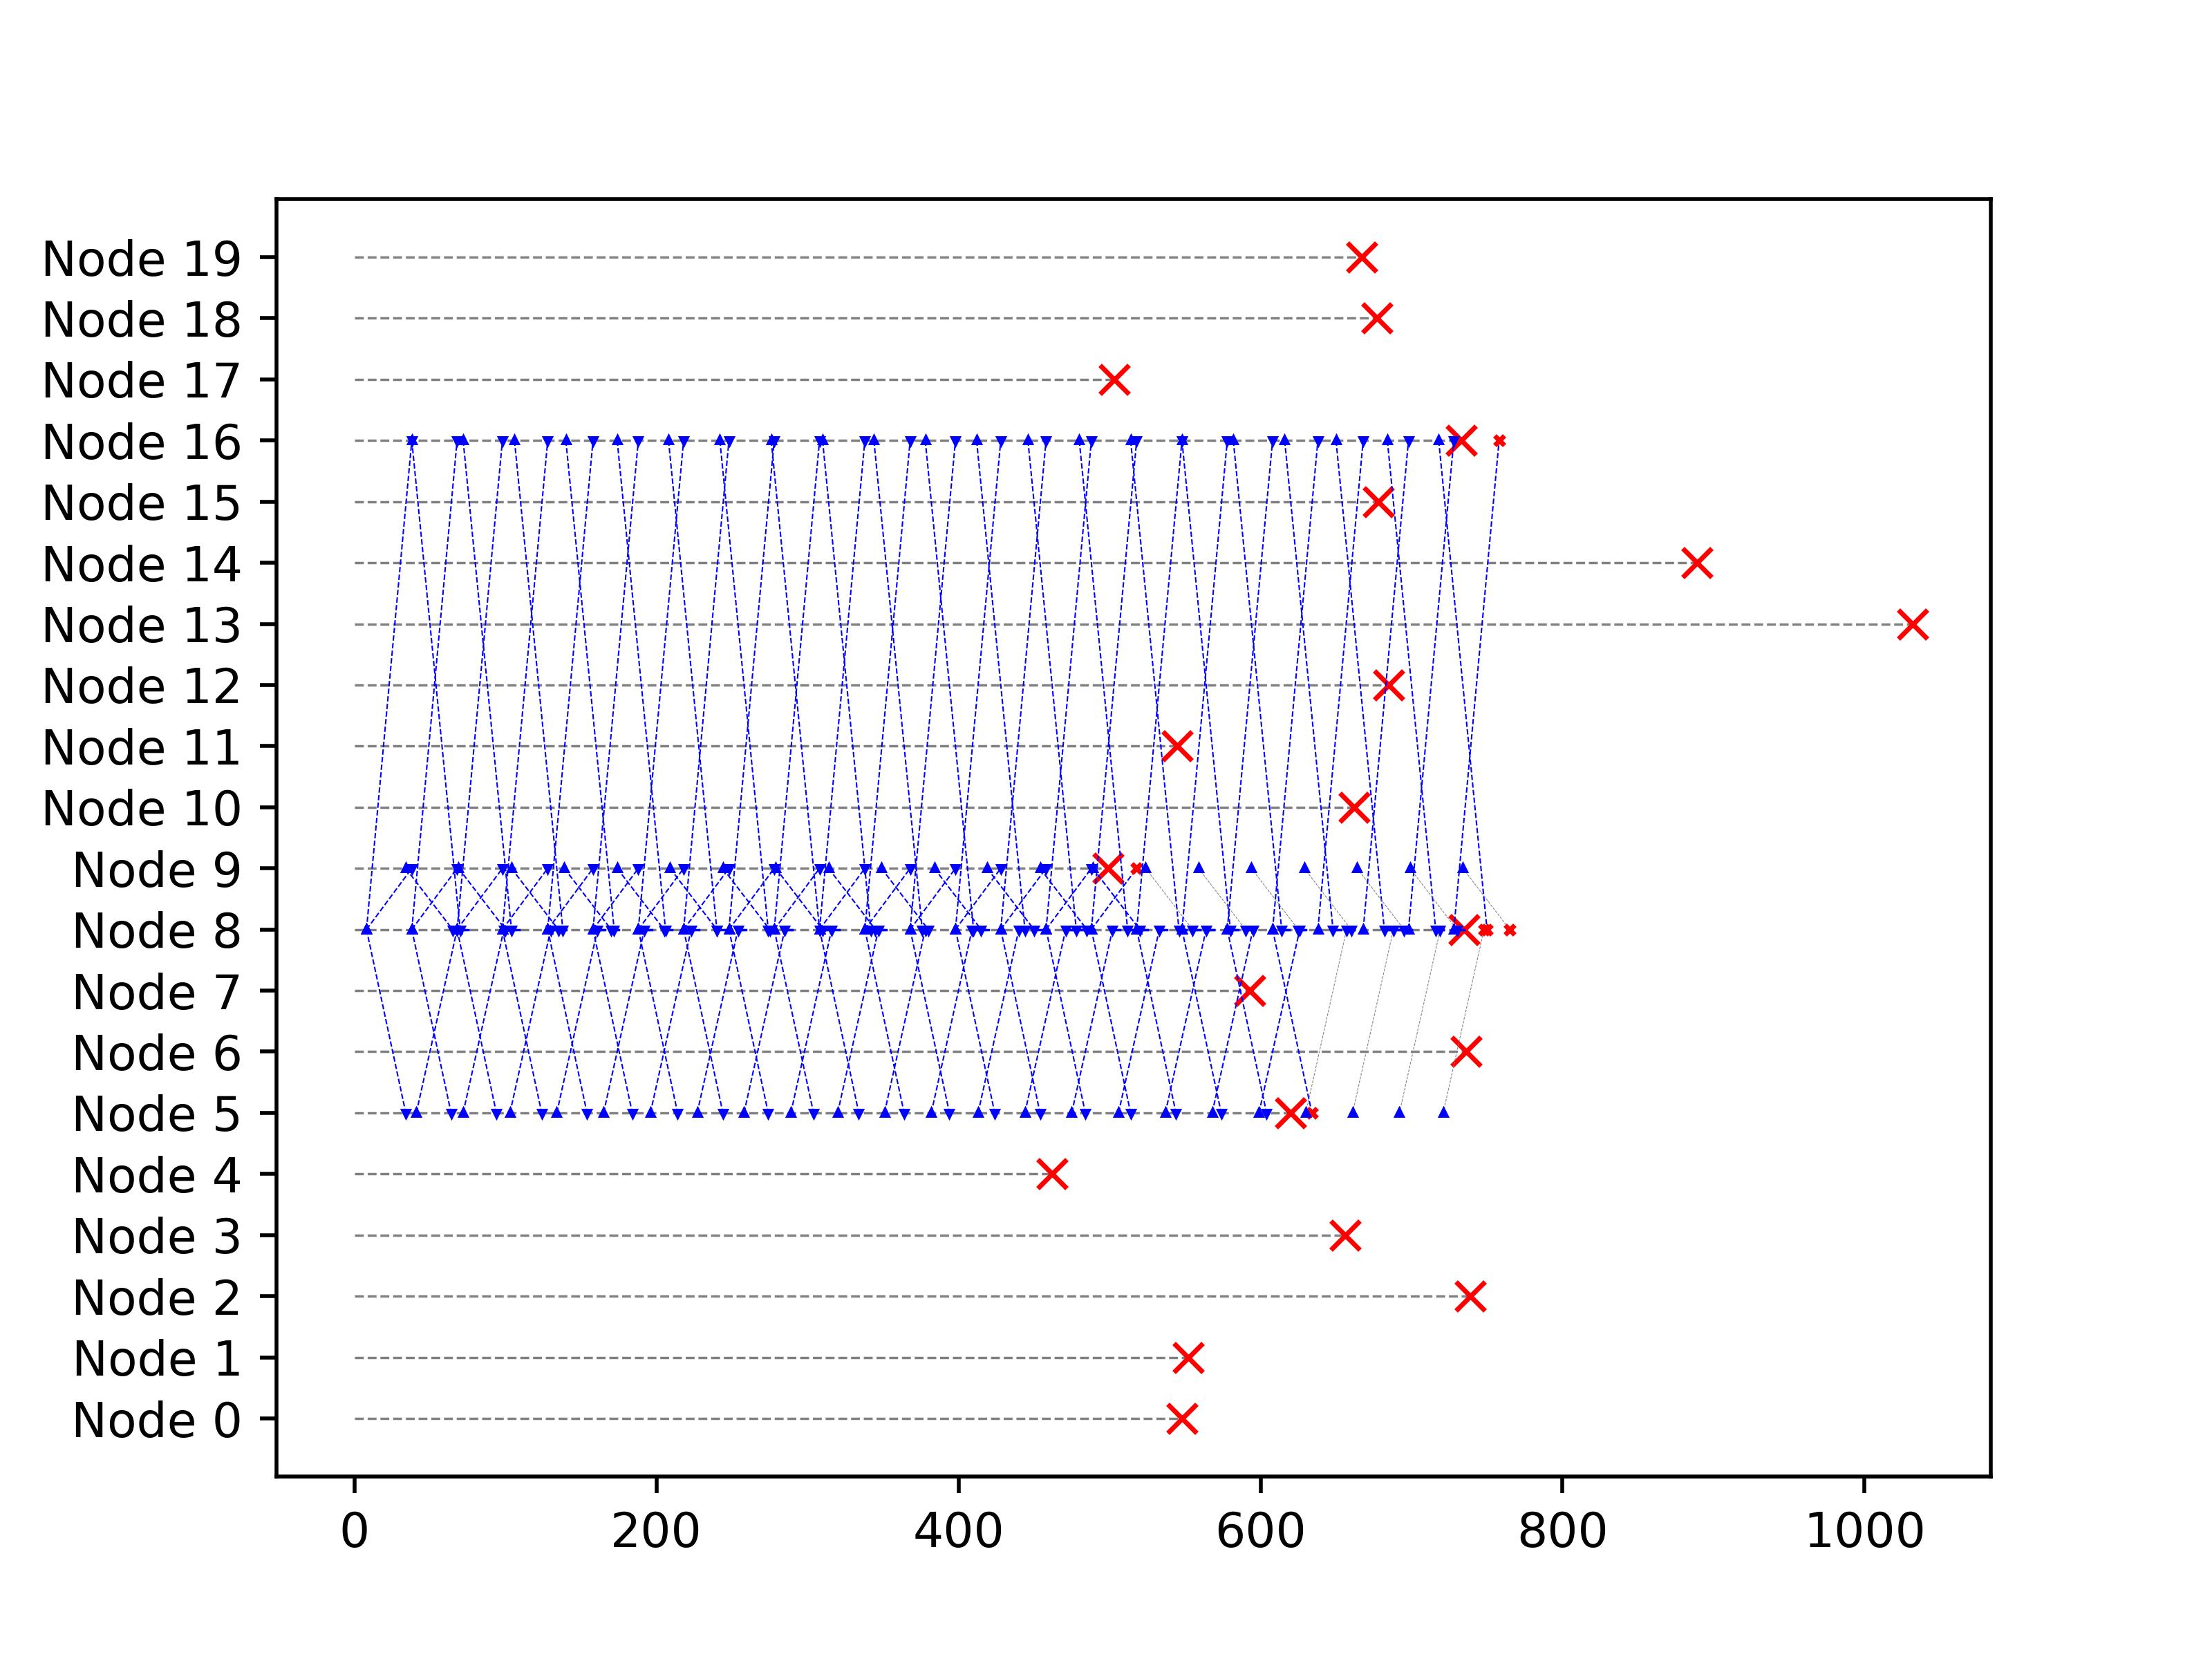 Node 19
Node 18
Node 17
Node 16
Node 15
Node 14
Node 13
Node 12
Node 11
Node 10
Node 9
Node 8
Node 7
Node 6
Node 5
Node 4
Node 3
Node 2
Node 1
Node 0
0 200 400 600 800 1000